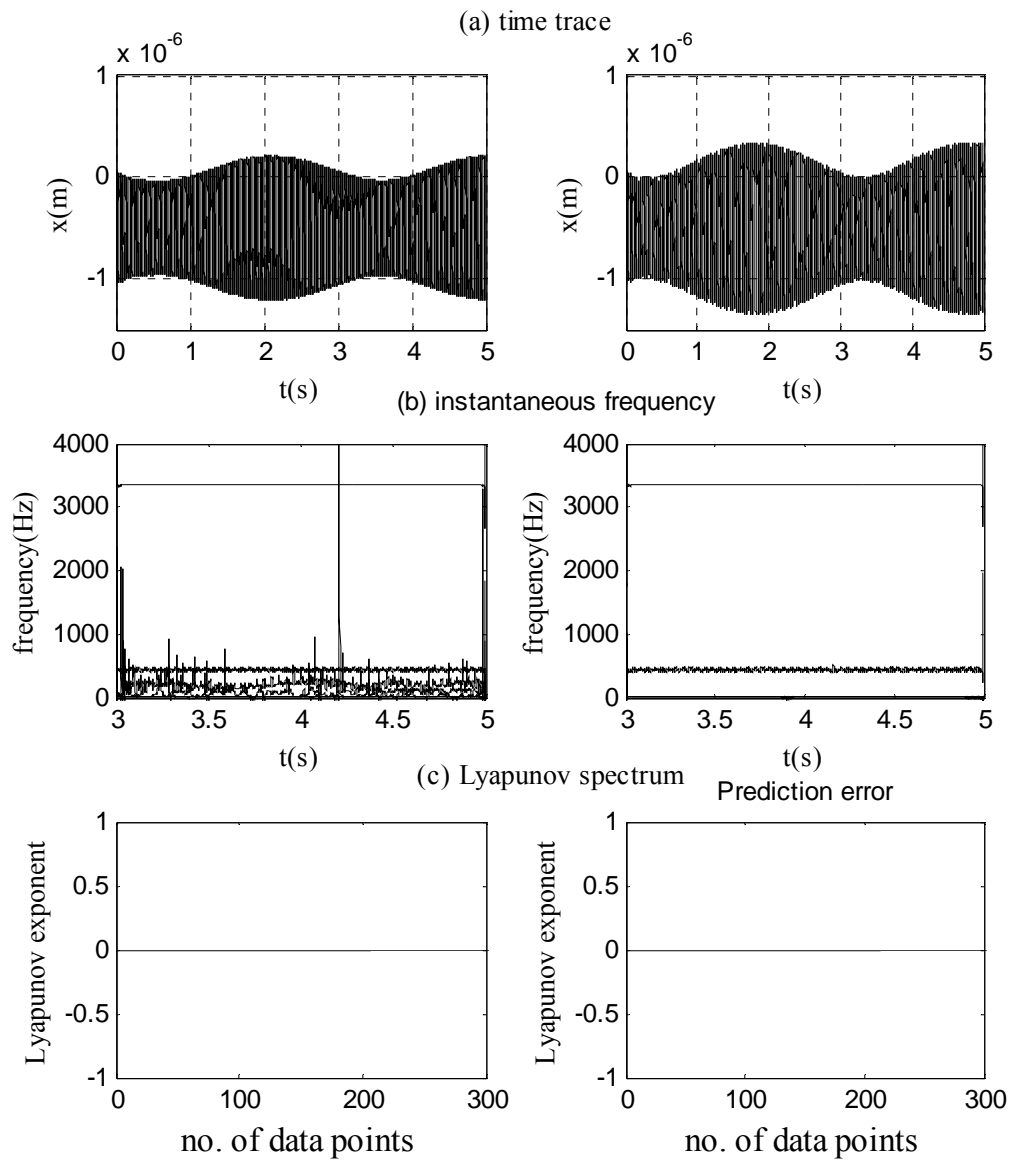 (a) time trace
x 10-6
x 10-6
1
0
-1
x(m)
0 1 2 3 4 5
t(s)
1
0
-1
x(m)
0 1 2 3 4 5
t(s)
(b) instantaneous frequency
4000
3000
2000
1000
0
frequency(Hz)
3 3.5 4 4.5 5
t(s)
4000
3000
2000
1000
0
frequency(Hz)
3 3.5 4 4.5 5
t(s)
(c) Lyapunov spectrum
Prediction error
1
0.5
0
-0.5
-1
Lyapunov exponent
0 100 200 300
no. of data points
1
0.5
0
-0.5
-1
Lyapunov exponent
0 100 200 300
no. of data points